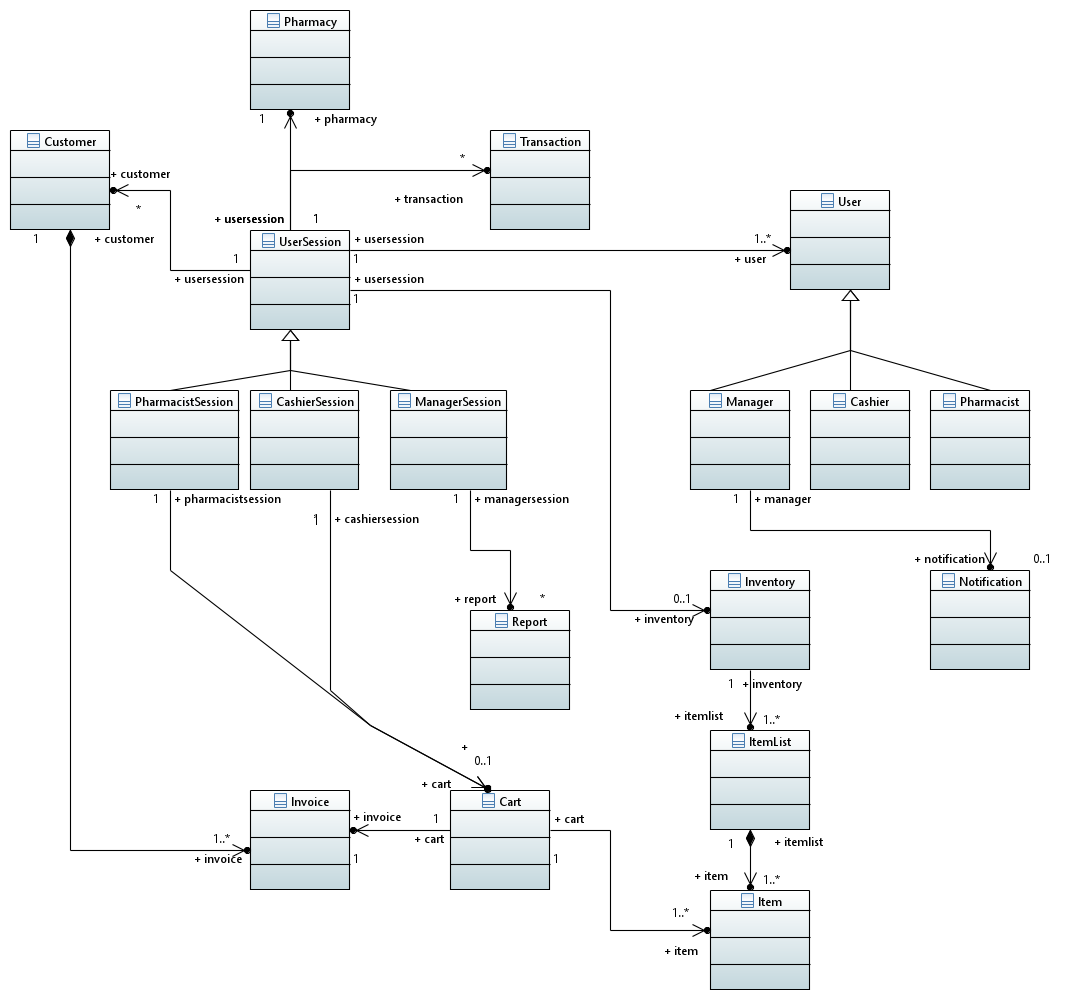 Pharmacy
1
+ pharmacy
Customer
Transaction
*
+ customer
*
+ transaction
User
+ usersession
1
1
+ customer
UserSession
+ usersession
1..*
1
1
+ user
+ usersession
+ usersession
1
PharmacistSession
CashierSession
ManagerSession
Manager
Cashier
Pharmacist
1
+ pharmacistsession
1
+ managersession
1
+ manager
1
+ cashiersession
+ notification
0..1
Inventory
Notification
+ report
*
0..1
+ inventory
Report
1
+ inventory
+ itemlist
1..*
ItemList
+
0..1
+ cart
Invoice
Cart
+ invoice
1
+ cart
1..*
+ cart
1
+ itemlist
+ invoice
1
1
+ item
1..*
Item
1..*
+ item